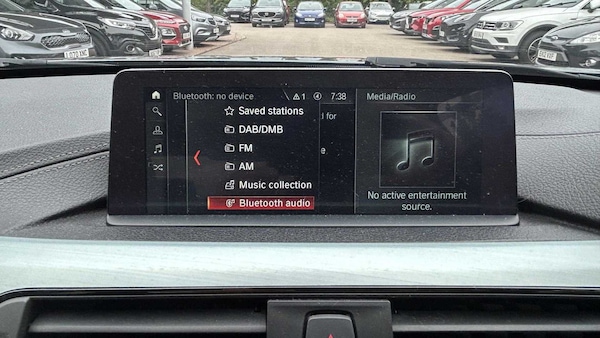 Bluetooth: no device
1
7:38
Media/Radio
Saved stations
DAB/DMB
FM
AM
Music collection
Bluetooth audio
l for
e.
No active entertainment
source.